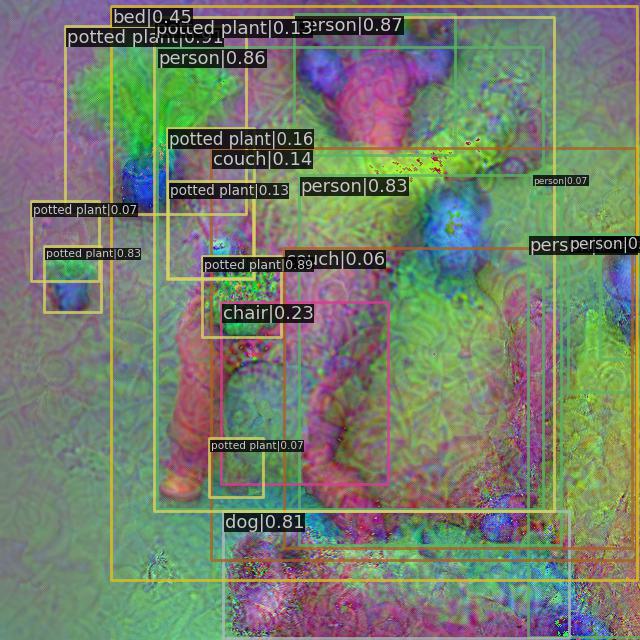 bed|0.45
potted plant|0.13
person|0.87
potted plant|0.91
person|0.86
potted plant|0.16
couch|0.14
person|0.07
person|0.83
potted plant|0.13
potted plant|0.07
person|0.
potted plant|0.83
couch|0.06
potted plant|0.89
chair|0.23
potted plant|0.07
dog|0.81